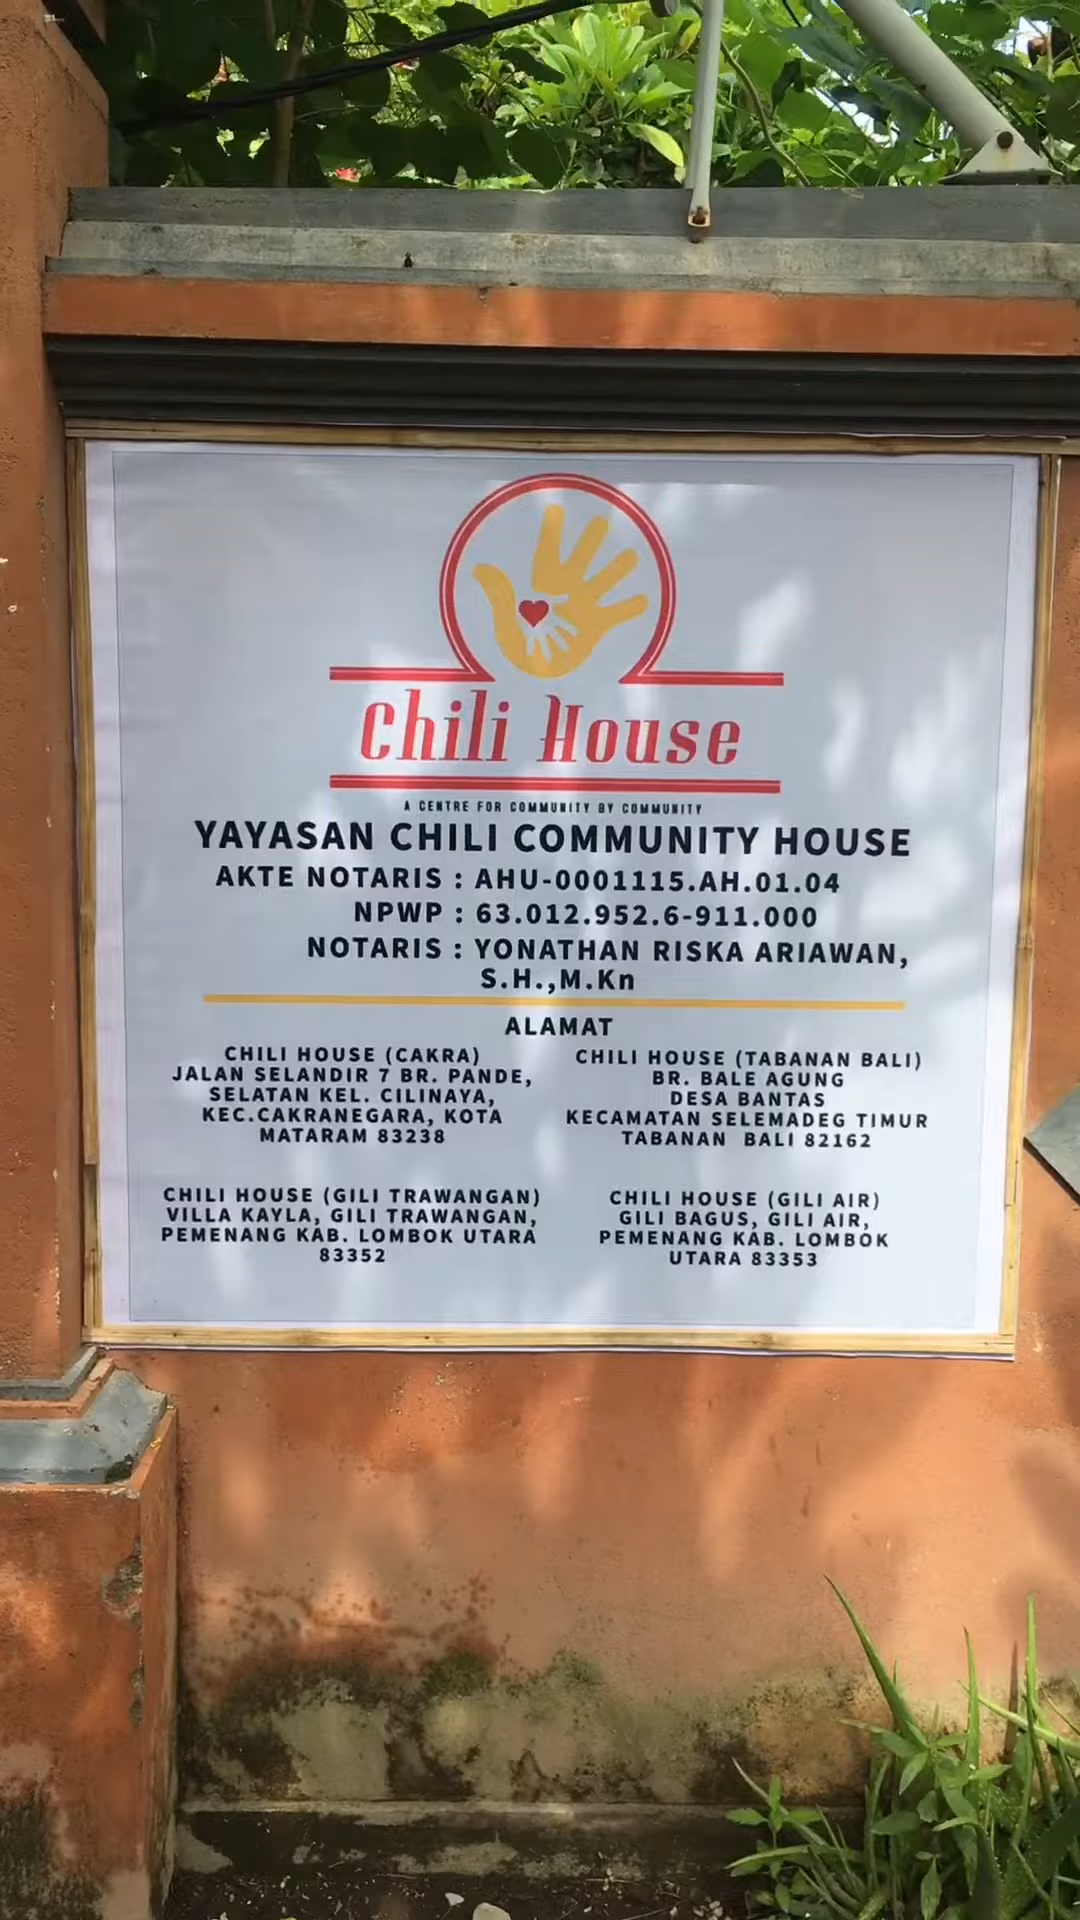 Chili House
A CENTRE FOR COMMUNITY BY COMMUNITY
YAYASAN CHILI COMMUNITY HOUSE
AKTE NOTARIS : AHU-0001115.AH.01.04
NPWP : 63.012.952.6-911.000
NOTARIS : YONATHAN RISKA ARIAWAN,
S.H.,M.Kn
ALAMAT
CHILI HOUSE (CAKRA)
JALAN SELANDIR 7 BR. PANDE,
SELATAN KEL. CILINAYA,
KEC.CAKRANEGARA, KOTA
MATARAM 83238
CHILI HOUSE (TABANAN BALI)
BR. BALE AGUNG
DESA BANTAS
KECAMATAN SELEMADEG TIMUR
TABANAN BALI 82162
CHILI HOUSE (GILI TRAWANGAN)
VILLA KAYLA, GILI TRAWANGAN,
PEMENANG KAB. LOMBOK UTARA
83352
CHILI HOUSE (GILI AIR)
GILI BAGUS, GILI AIR,
PEMENANG KAB. LOMBOK
UTARA 83353